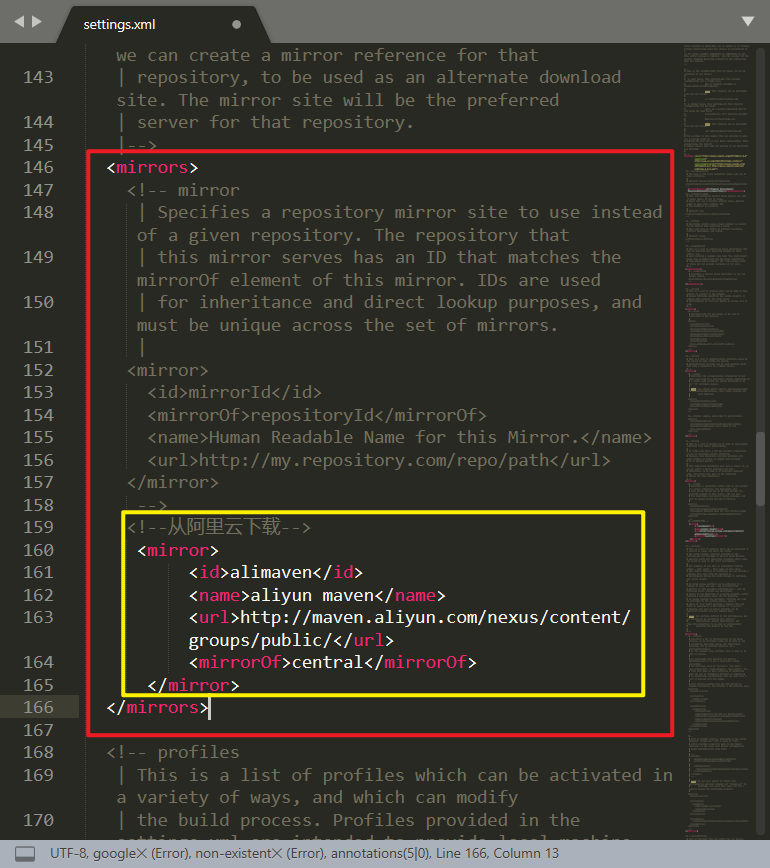 settings.xml
we can create a mirror reference for that
143 | repository, to be used as an alternate download
site. The mirror site will be the preferred
144 | server for that repository.
145 |-->
146 <mirrors>
147 <!-- mirror
148 | Specifies a repository mirror site to use instead
of a given repository. The repository that
149 | this mirror serves has an ID that matches the
mirrorOf element of this mirror. IDs are used
150 | for inheritance and direct lookup purposes, and
must be unique across the set of mirrors.
151 |
152 <mirror>
153 <id>mirrorId</id>
154 <mirrorOf>repositoryId</mirrorOf>
155 <name>Human Readable Name for this Mirror.</name>
156 <url>http://my.repository.com/repo/path</url>
157 </mirror>
158 -->
159 <!--从阿里云下载-->
160 <mirror>
161 <id>alimaven</id>
162 <name>aliyun maven</name>
163 <url>http://maven.aliyun.com/nexus/content/
groups/public/</url>
164 <mirrorOf>central</mirrorOf>
165 </mirror>
166 </mirrors>
167
168 <!-- profiles
169 | This is a list of profiles which can be activated in
a variety of ways, and which can modify
170 | the build process. Profiles provided in the
settings.xml are intended to provide local machine-
UTF-8, google✕ (Error), non-existent✕ (Error), annotations(5|0), Line 166, Column 13